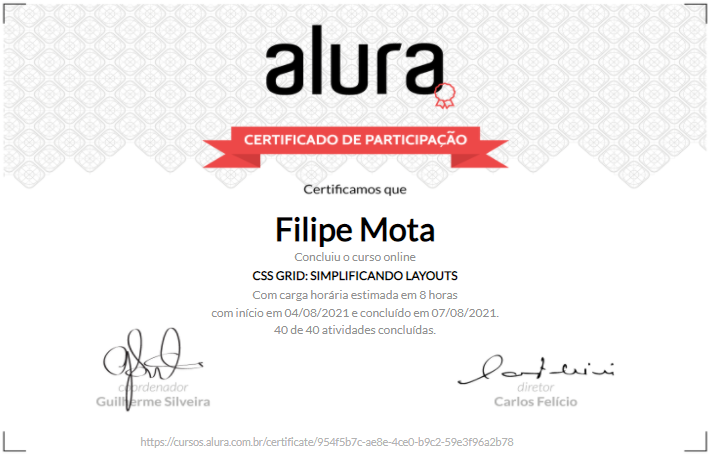 alura
CERTIFICADO DE PARTICIPAÇÃO
Certificamos que
Filipe Mota
Concluiu o curso online
CSS GRID: SIMPLIFICANDO LAYOUTS
Com carga horária estimada em 8 horas
com início em 04/08/2021 e concluído em 07/08/2021.
40 de 40 atividades concluídas.
coordenador
Guilherme Silveira
diretor
Carlos Felício
https://cursos.alura.com.br/certificate/954f5b7c-ae8e-4ce0-b9c2-59e3f96a2b78